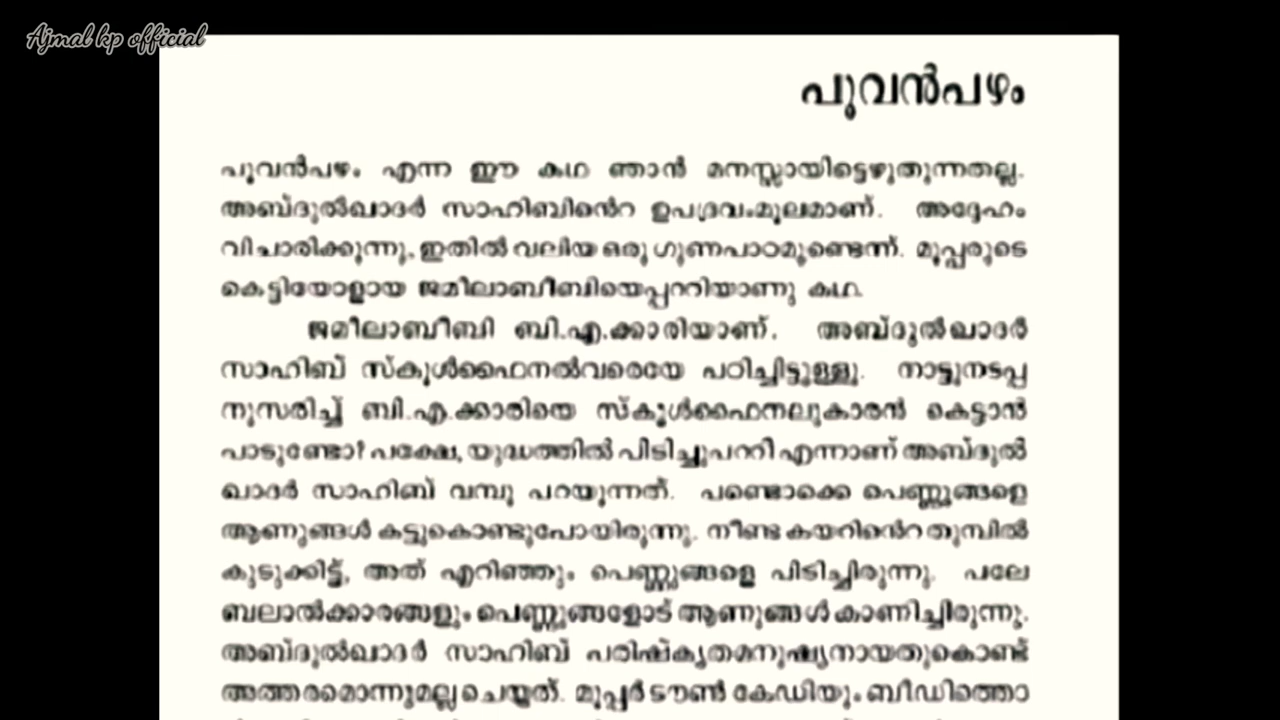 Ajmal kp official
പൂവൻപഴം
പൂവൻപഴം എന്ന ഈ കഥ ഞാൻ മനസ്സായിട്ടെഴുതുന്നതല്ല.
അബ്ദുൽഖാദർ സാഹിബിൻെറ ഉപദ്രവംമൂലമാണ്. അദ്ദേഹം
വിചാരിക്കുന്നു, ഇതിൽ വലിയ ഒരു ഗുണപാഠമുണ്ടെന്ന്. മൂപ്പരുടെ
കെട്ടിയോളായ ജമീലാബീബിയെപ്പററിയാണു കഥ.
ജമീലാബീബി ബി.എ.ക്കാരിയാണ്. അബ്ദുൽഖാദർ
സാഹിബ് സ്കൂൾഫൈനൽവരെയേ പഠിച്ചിട്ടുള്ളൂ. നാട്ടുനടപ്പ
നുസരിച്ച് ബി.എ.ക്കാരിയെ സ്കൂൾഫൈനലുകാരൻ കെട്ടാൻ
പാടുണ്ടോ? പക്ഷേ, യുദ്ധത്തിൽ പിടിച്ചുപററി എന്നാണ് അബ്ദുൽ
ഖാദർ സാഹിബ് വമ്പു പറയുന്നത്. പണ്ടൊക്കെ പെണ്ണുങ്ങളെ
ആണുങ്ങൾ കട്ടുകൊണ്ടുപോയിരുന്നു. നീണ്ട കയറിൻെറ തുമ്പിൽ
കുടുക്കിട്ട്, അത് എറിഞ്ഞും പെണ്ണുങ്ങളെ പിടിച്ചിരുന്നു. പലേ
ബലാൽക്കാരങ്ങളും പെണ്ണുങ്ങളോട് ആണുങ്ങൾ കാണിച്ചിരുന്നു.
അബ്ദുൽഖാദർ സാഹിബ് പരിഷ്കൃതമനുഷ്യനായതുകൊണ്ട്
അത്തരമൊന്നുമല്ല ചെയ്തത്. മൂപ്പർ ടൗൺ കേഡിയും ബീഡിത്തൊ